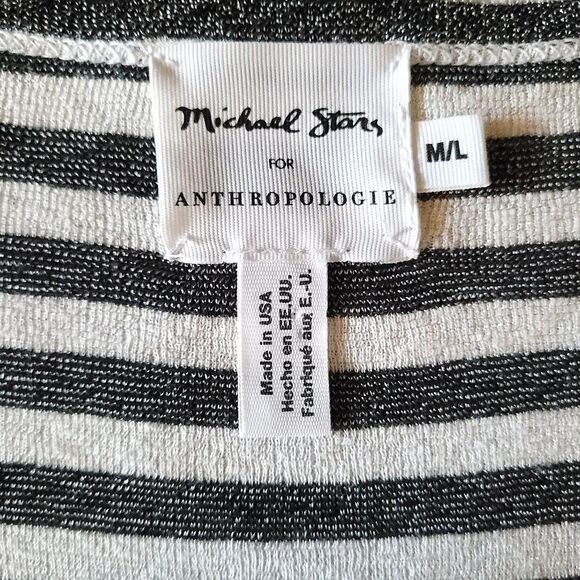 Michael Stars
FOR
ANTHROPOLOGIE
M/L
Made in USA
Hecho en EE.UU.
Fabriqué aux E.-U.